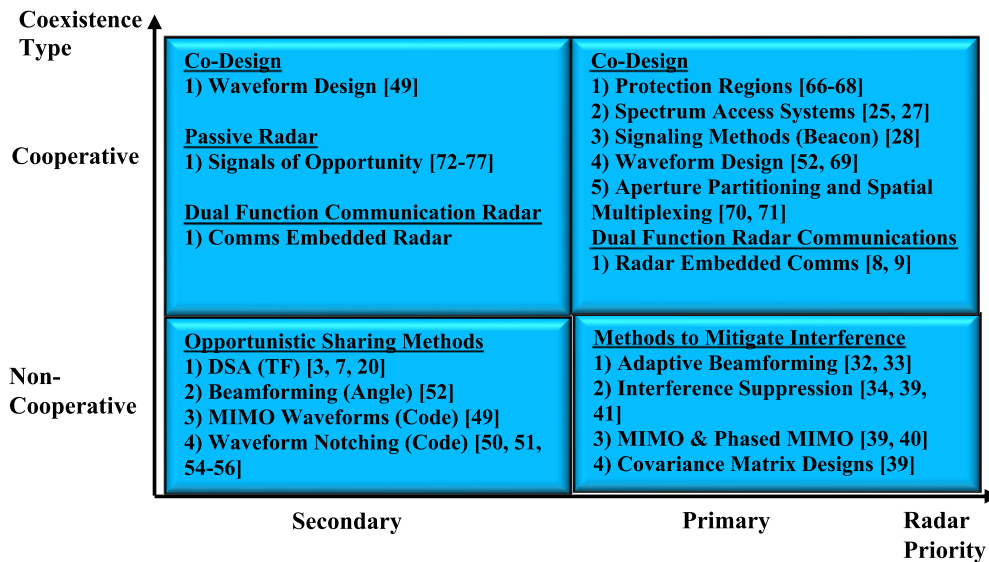 Coexistence
Type
Co-Design
1) Waveform Design [49]
Passive Radar
1) Signals of Opportunity [72-77]
Dual Function Communication Radar
1) Comms Embedded Radar
Co-Design
1) Protection Regions [66-68]
2) Spectrum Access Systems [25, 27]
3) Signaling Methods (Beacon) [28]
4) Waveform Design [52, 69]
5) Aperture Partitioning and Spatial
Multiplexing [70, 71]
Dual Function Radar Communications
1) Radar Embedded Comms [8, 9]
Cooperative
Opportunistic Sharing Methods
1) DSA (TF) [3, 7, 20]
2) Beamforming (Angle) [52]
3) MIMO Waveforms (Code) [49]
4) Waveform Notching (Code) [50, 51,
54-56]
Methods to Mitigate Interference
1) Adaptive Beamforming [32, 33]
2) Interference Suppression [34, 39,
41]
3) MIMO & Phased MIMO [39, 40]
4) Covariance Matrix Designs [39]
Non-
Cooperative
Secondary
Primary
Radar
Priority